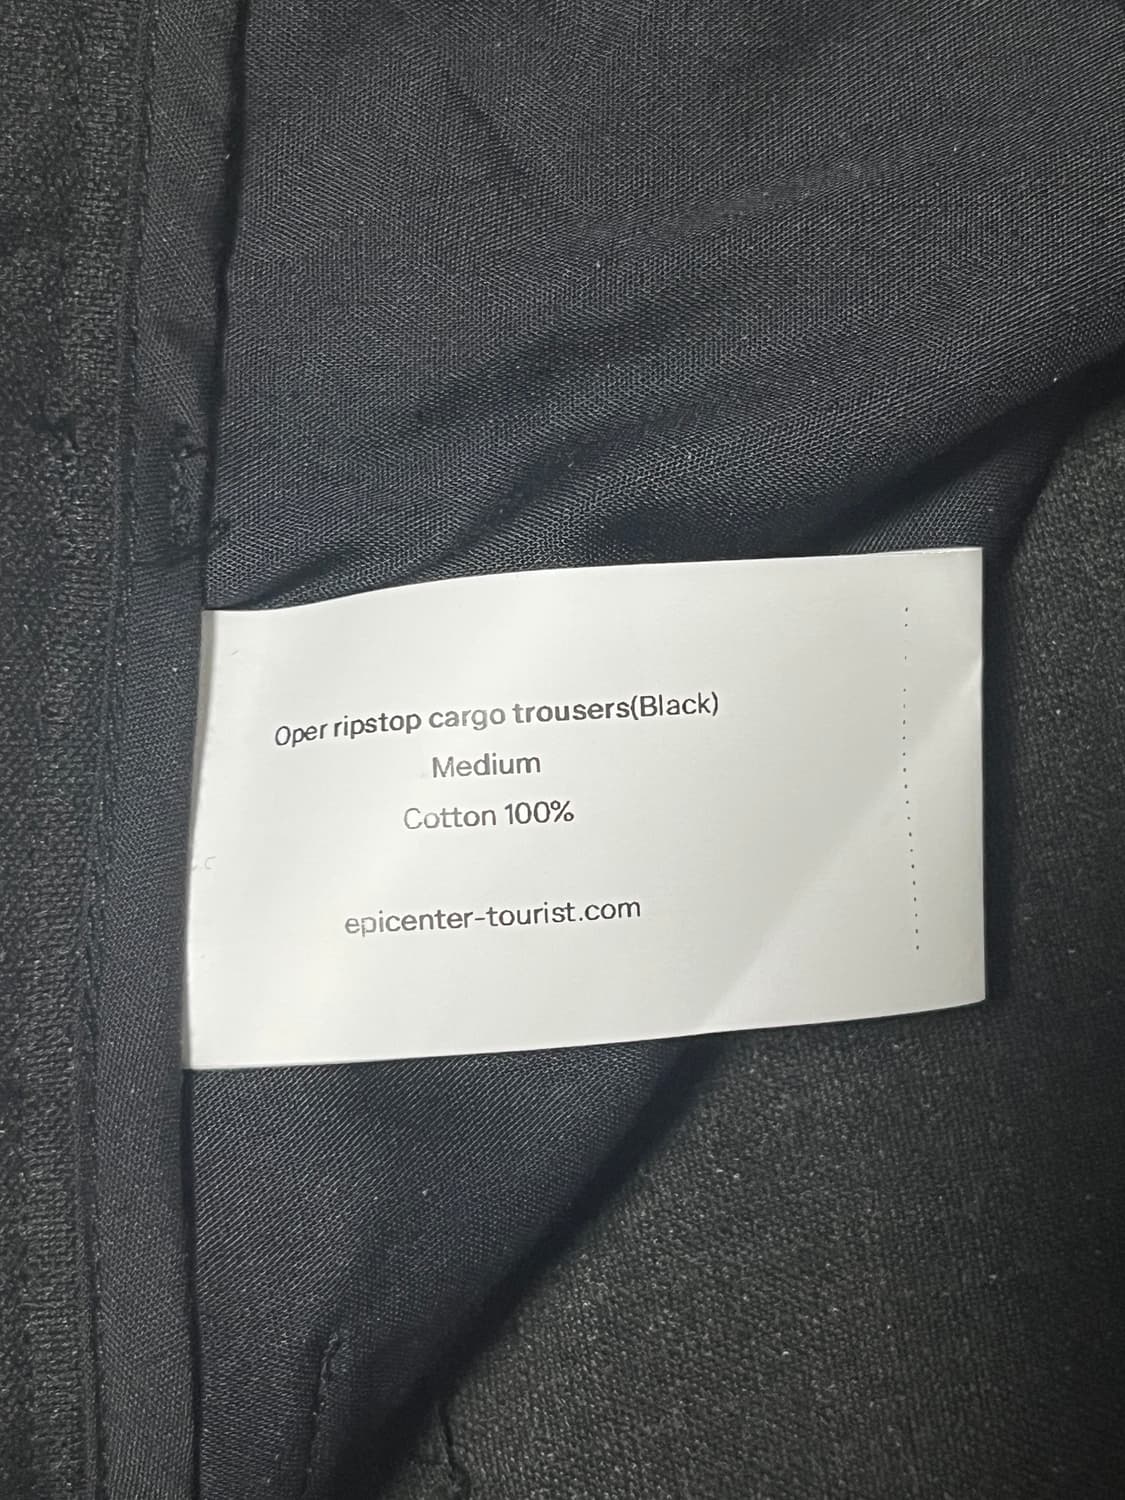 Oper ripstop cargo trousers(Black)
Medium
Cotton 100%
epicenter-tourist.com